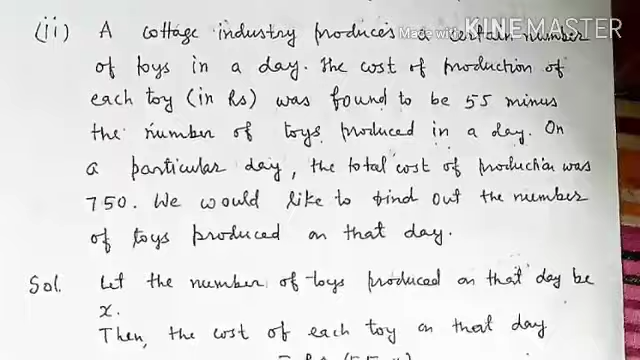 Made with KINEMASTER
(ii) A cottage industry produces a certain number
of toys in a day. The cost of production of
each toy (in Rs) was found to be 55 minus
the number of toys produced in a day. On
a particular day, the total cost of production was
750. We would like to find out the number
of toys produced on that day.
Sol. Let the number of toys produced on that day be
x.
Then, the cost of each toy on that day